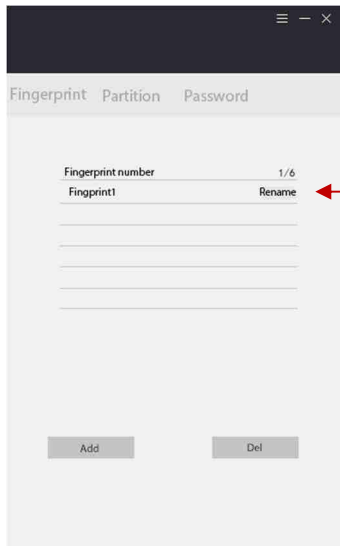 Fingerprint Partition Password
Fingerprint number 1/6
Fingprint1 Rename
Add Del